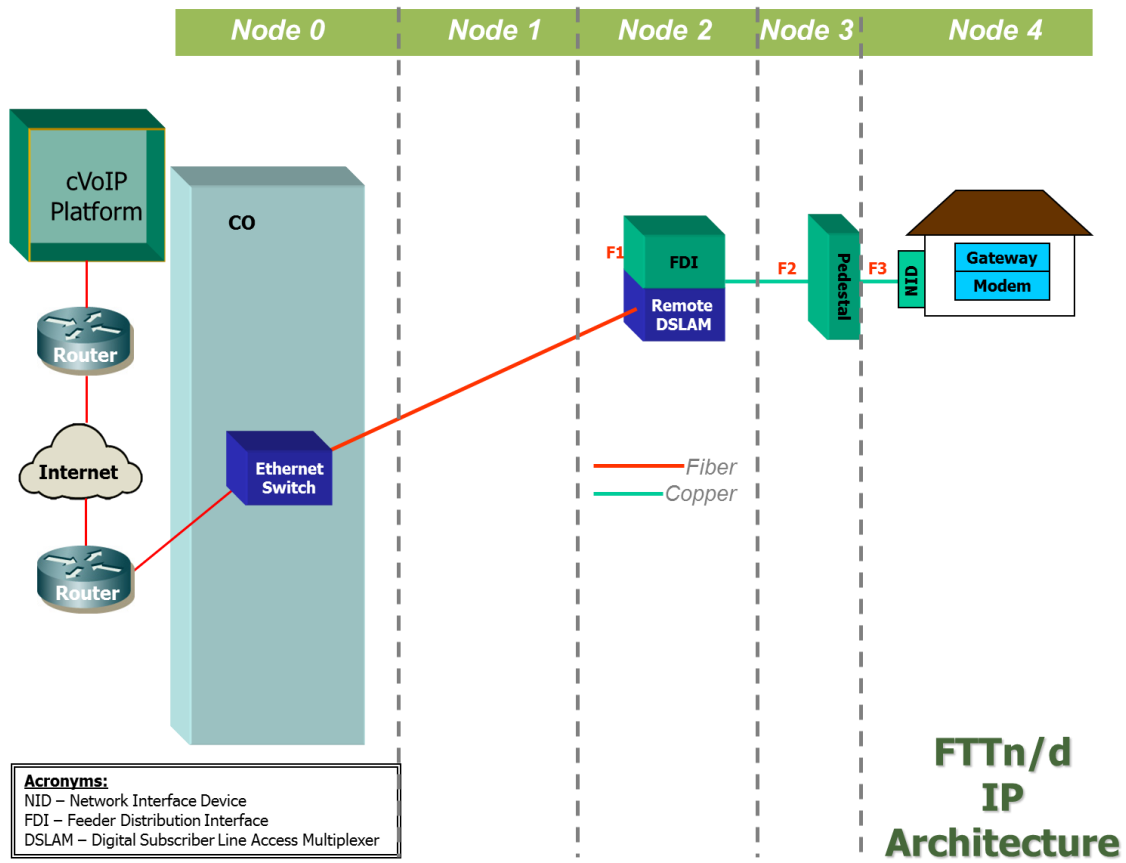 Node 0
Node 1
Node 2
Node 3
Node 4
cVoIP
Platform
CO
F1
FDI
F2
Pedestal
F3
NID
Gateway
Modem
Remote
DSLAM
Router
Internet
Ethernet
Switch
Fiber
Copper
Router
FTTn/d
IP
Architecture
Acronyms:
NID – Network Interface Device
FDI – Feeder Distribution Interface
DSLAM – Digital Subscriber Line Access Multiplexer